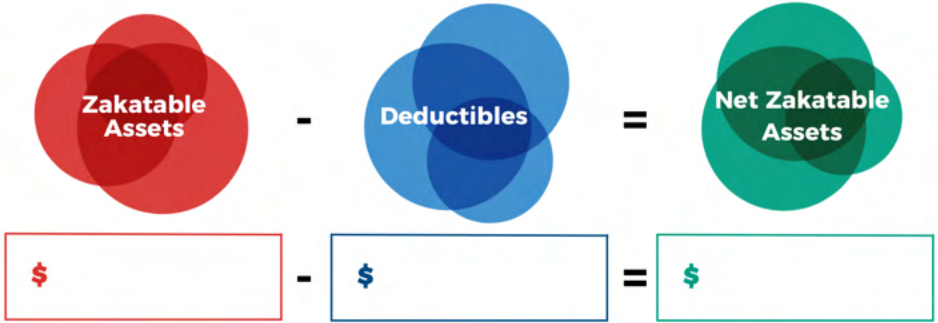 Zakatable
Assets
-
Deductibles
=
Net Zakatable
Assets
$
-
$
=
$